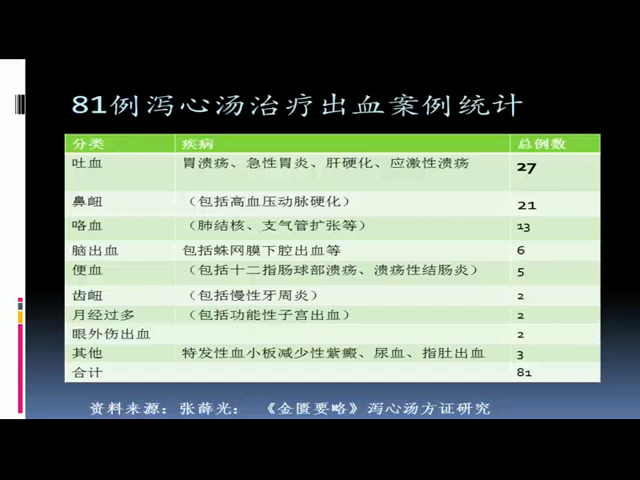 81例泻心汤治疗出血案例统计
分类 疾病 总例数
吐血 胃溃疡、急性胃炎、肝硬化、应激性溃疡 27
鼻衄 （包括高血压动脉硬化） 21
咯血 （肺结核、支气管扩张等） 13
脑出血 包括蛛网膜下腔出血等 6
便血 （包括十二指肠球部溃疡、溃疡性结肠炎） 5
齿衄 （包括慢性牙周炎） 2
月经过多 （包括功能性子宫出血） 2
眼外伤出血 2
其他 特发性血小板减少性紫癜、尿血、指肚出血 3
合计 81
资料来源：张薛光： 《金匮要略》泻心汤方证研究